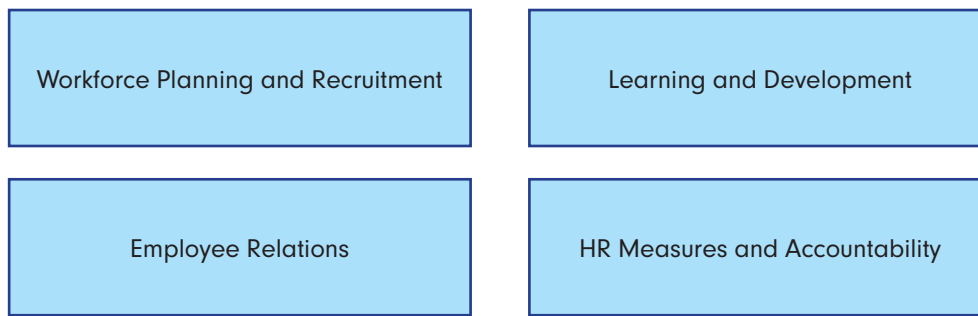 Workforce Planning and Recruitment
Learning and Development
Employee Relations
HR Measures and Accountability